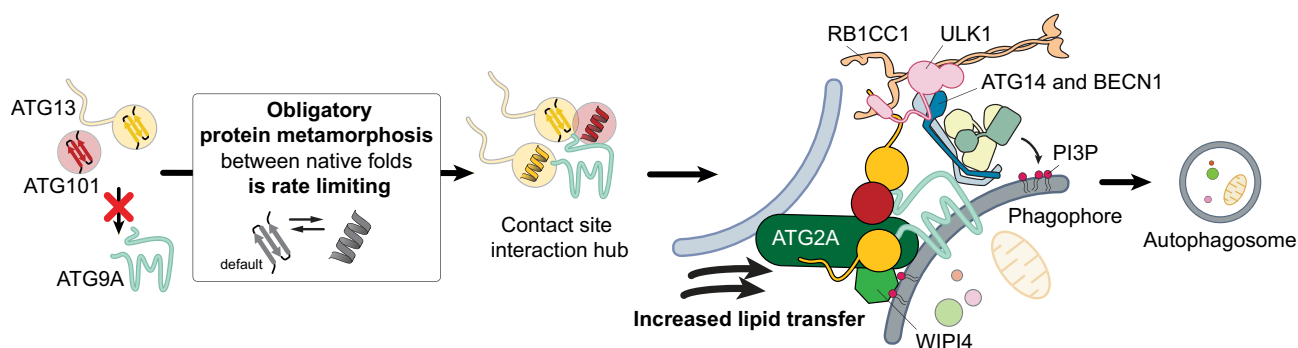 ATG13
ATG101
ATG9A
Obligatory
protein metamorphosis
between native folds
is rate limiting
default
Contact site
interaction hub
RB1CC1
ULK1
ATG14 and BECN1
PI3P
Phagophore
ATG2A
Increased lipid transfer
WIPI4
Autophagosome